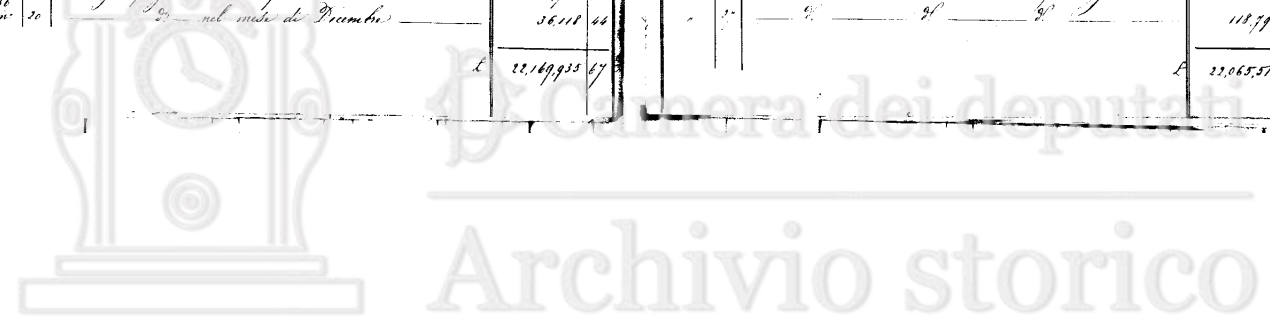 20 d° nel mese di Dicembre 36,118 44
d° d° d° 118,79
£ 22,169,935 67
£ 22,065,51
Camera dei deputati
Archivio storico